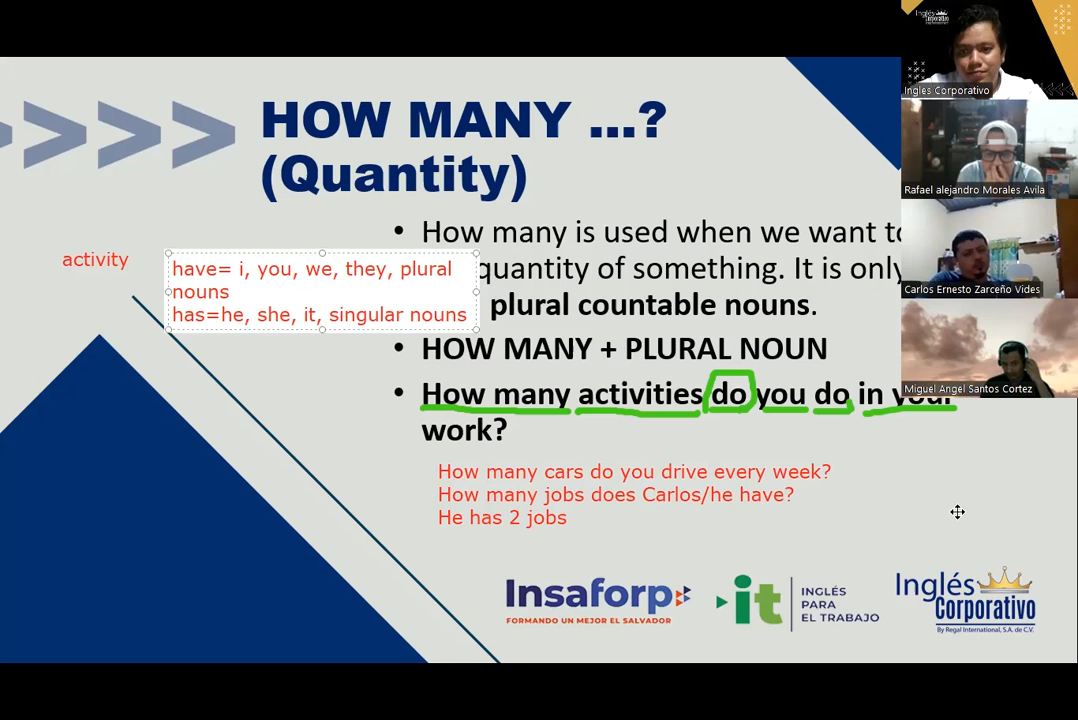 HOW MANY ...?
(Quantity)
How many is used when we want to
quantity of something. It is only
plural countable nouns.
activity
have= i, you, we, they, plural
nouns
has=he, she, it, singular nouns
• HOW MANY + PLURAL NOUN
• How many activities do you do in your
work?
How many cars do you drive every week?
How many jobs does Carlos/he have?
He has 2 jobs
Insaforp
FORMANDO UN MEJOR EL SALVADOR
it
INGLÉS
PARA
EL TRABAJO
Inglés
Corporativo
By Regal International, S.A. de C.V.
Inglés
Corporativo
Ingles Corporativo
Rafael alejandro Morales Avila
Carlos Ernesto Zarceño Vides
Miguel Angel Santos Cortez